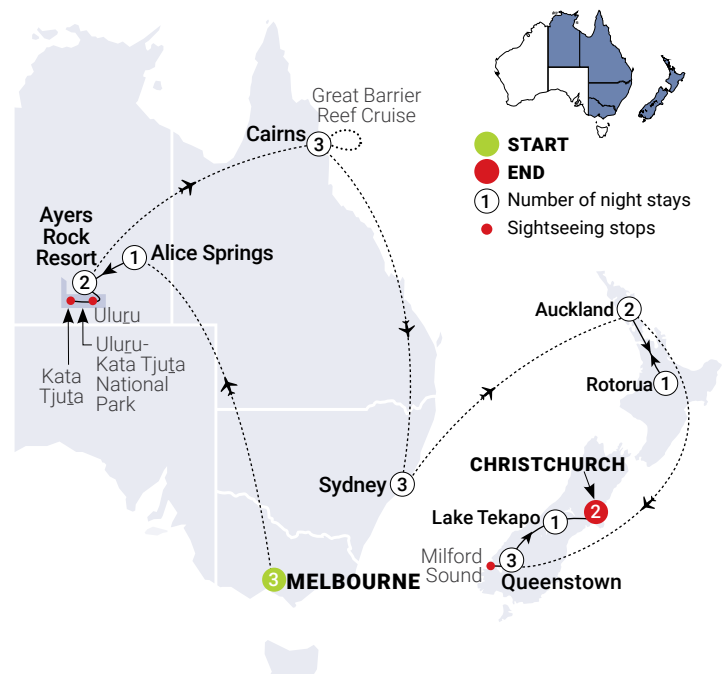 START
END
1 Number of night stays
Sightseeing stops
Great Barrier
Reef Cruise
Cairns 3
Ayers
Rock
Resort
2
1 Alice Springs
Uluṟu
Uluṟu-
Kata Tjuṯa
National
Park
Kata
Tjuṯa
Auckland 2
Rotorua 1
Sydney 3
CHRISTCHURCH
2
Lake Tekapo 1
Milford
Sound
3
Queenstown
3 MELBOURNE